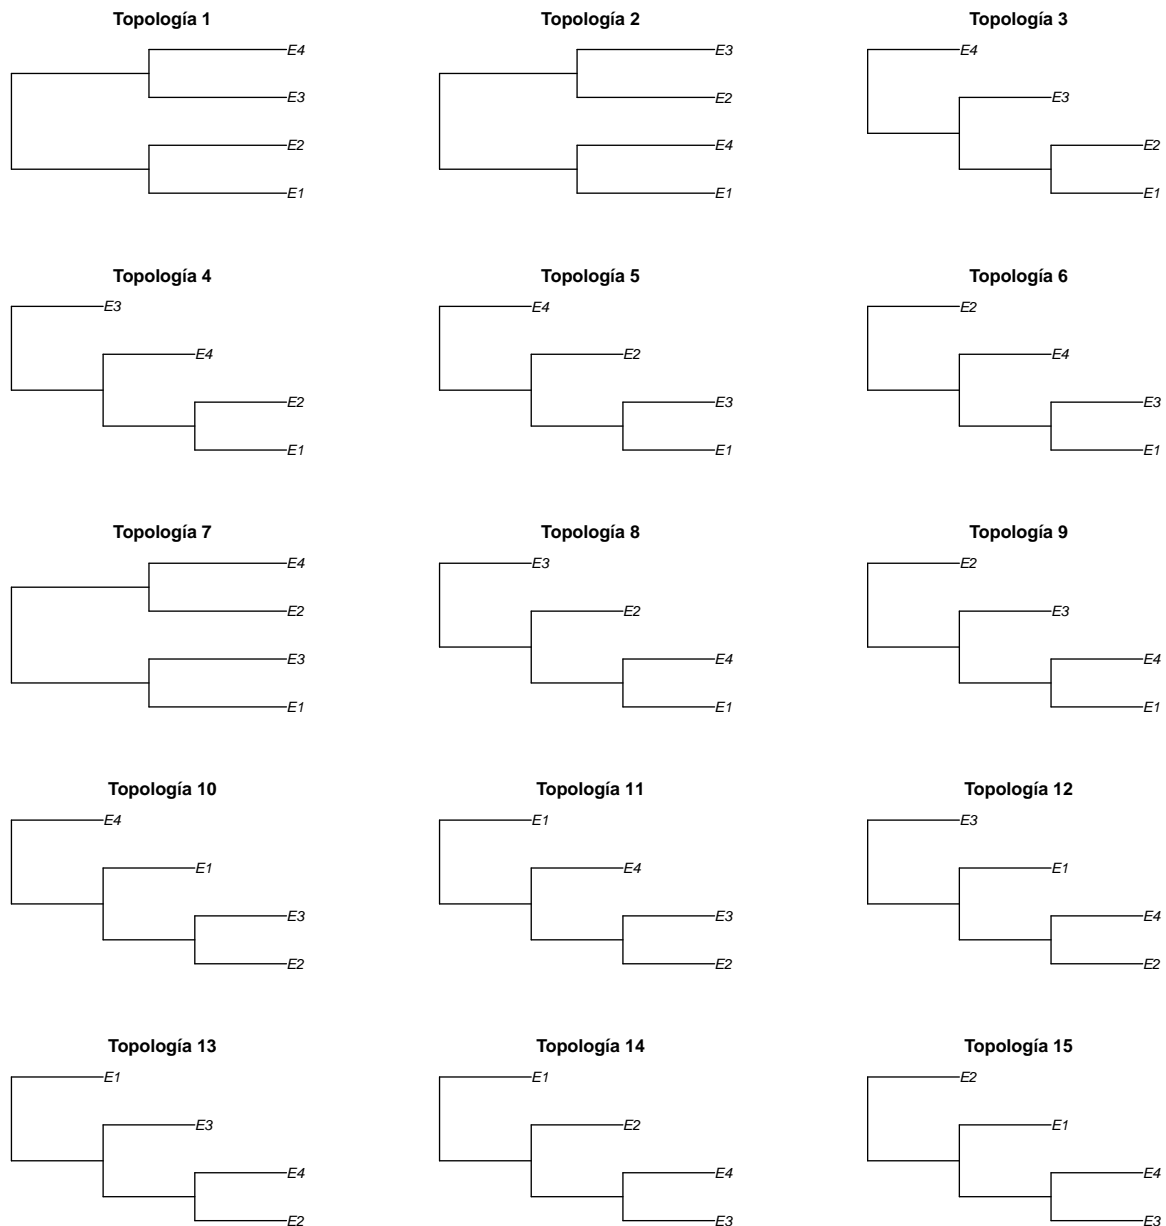 Topología 1
Topología 2
Topología 3
E4
E3
E2
E1
E3
E2
E4
E1
E4
E3
E2
E1
Topología 4
Topología 5
Topología 6
E3
E4
E2
E1
E4
E2
E3
E1
E2
E4
E3
E1
Topología 7
Topología 8
Topología 9
E4
E2
E3
E1
E3
E2
E4
E1
E2
E3
E4
E1
Topología 10
Topología 11
Topología 12
E4
E1
E3
E2
E1
E4
E3
E2
E3
E1
E4
E2
Topología 13
Topología 14
Topología 15
E1
E3
E4
E2
E1
E2
E4
E3
E2
E1
E4
E3